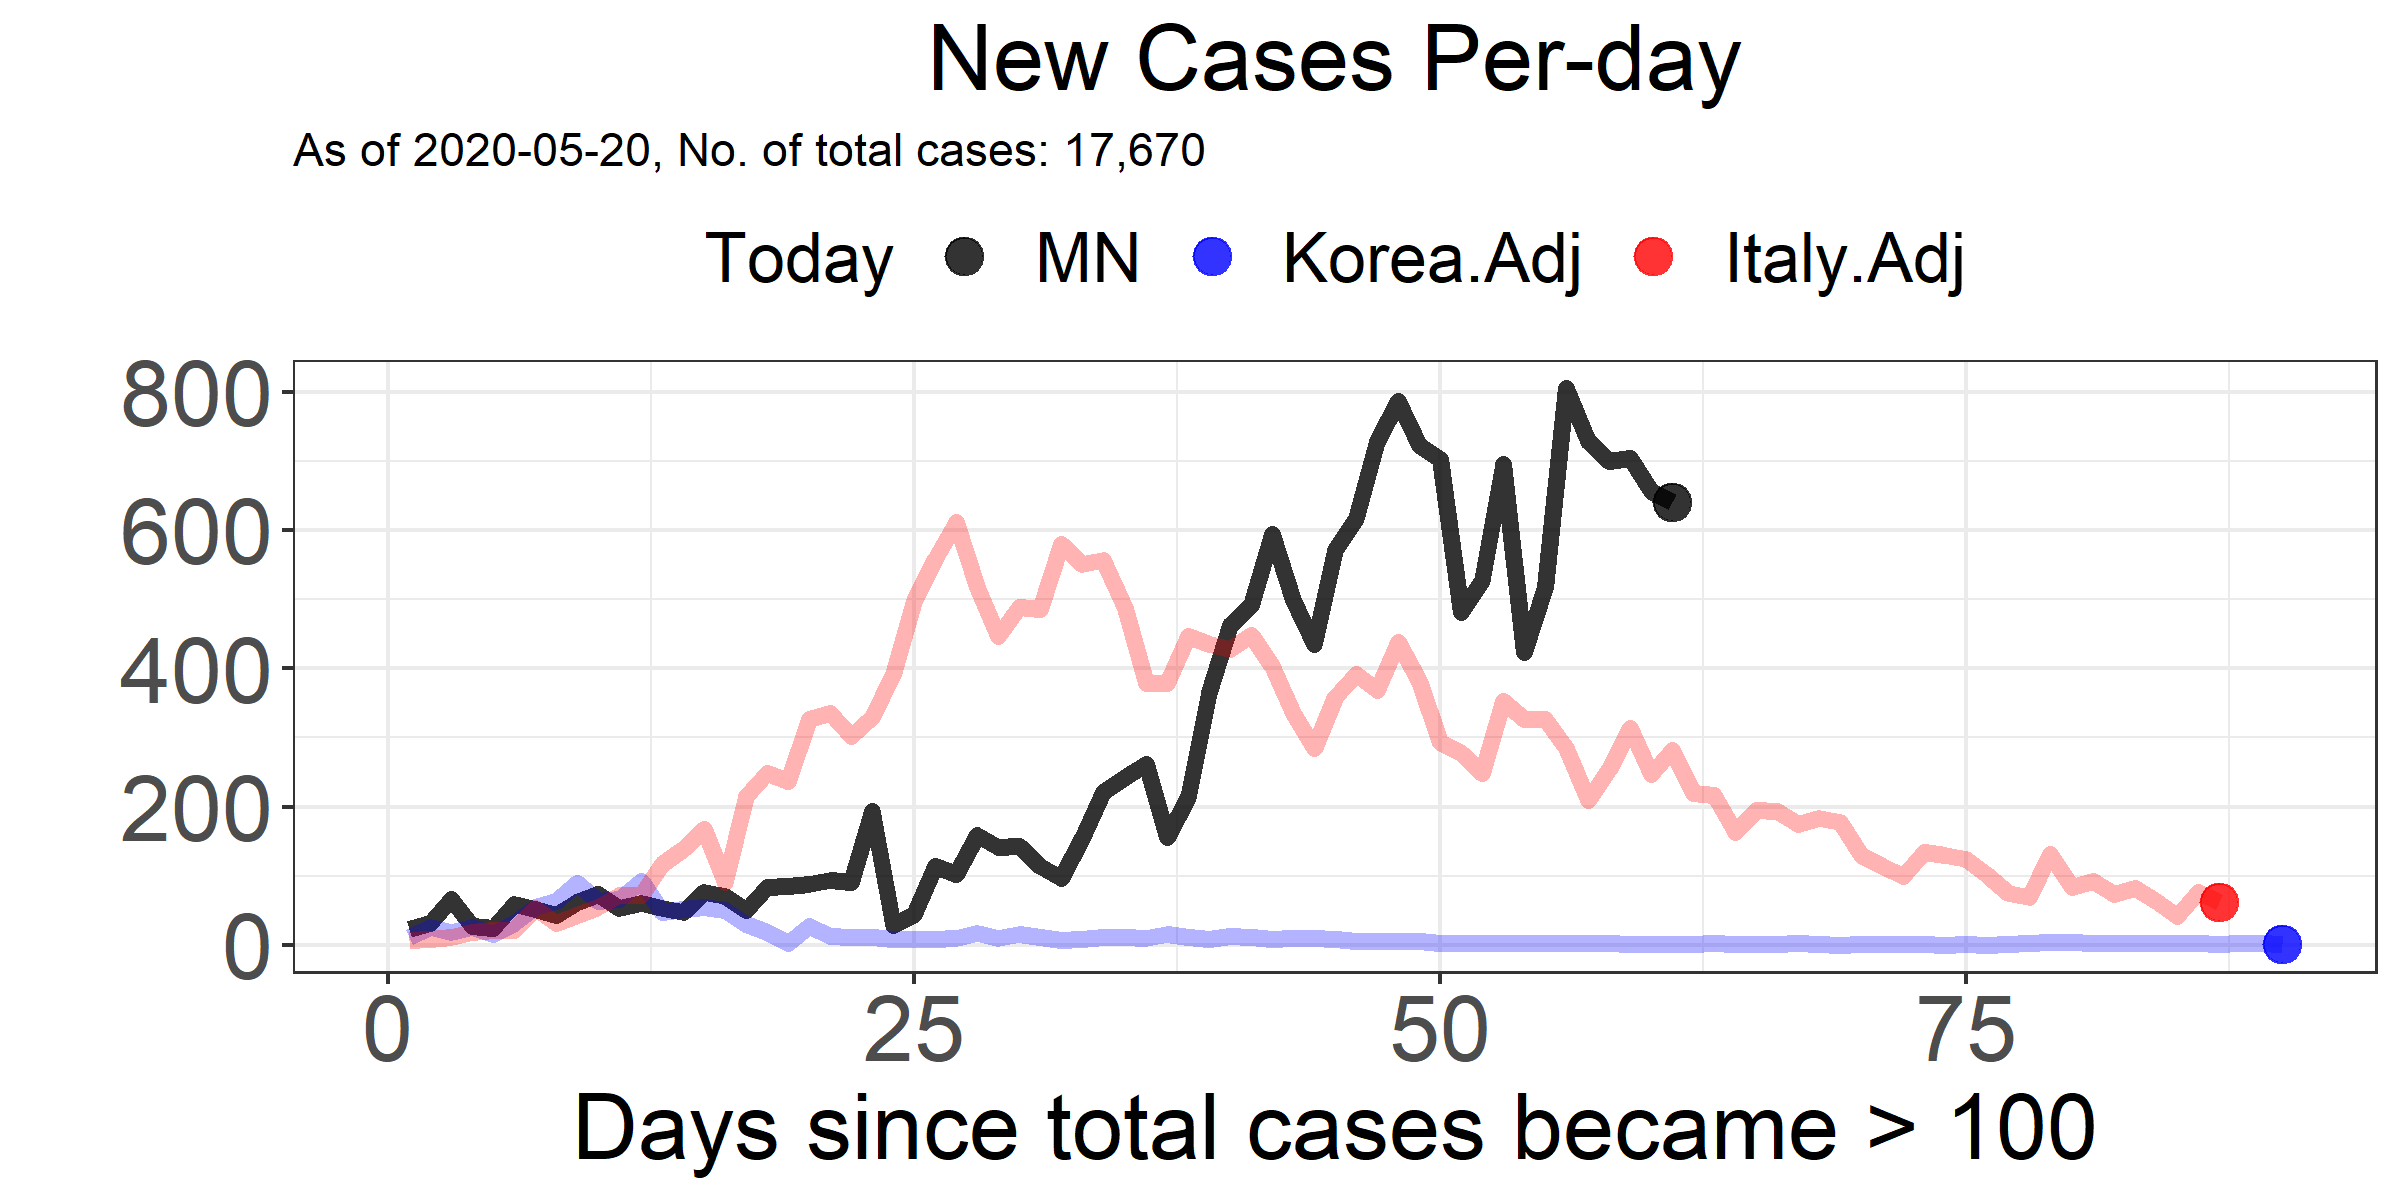 New Cases Per-day
As of 2020-05-20, No. of total cases: 17,670
Today MN Korea.Adj Italy.Adj
800
600
400
200
0
0 25 50 75
Days since total cases became > 100